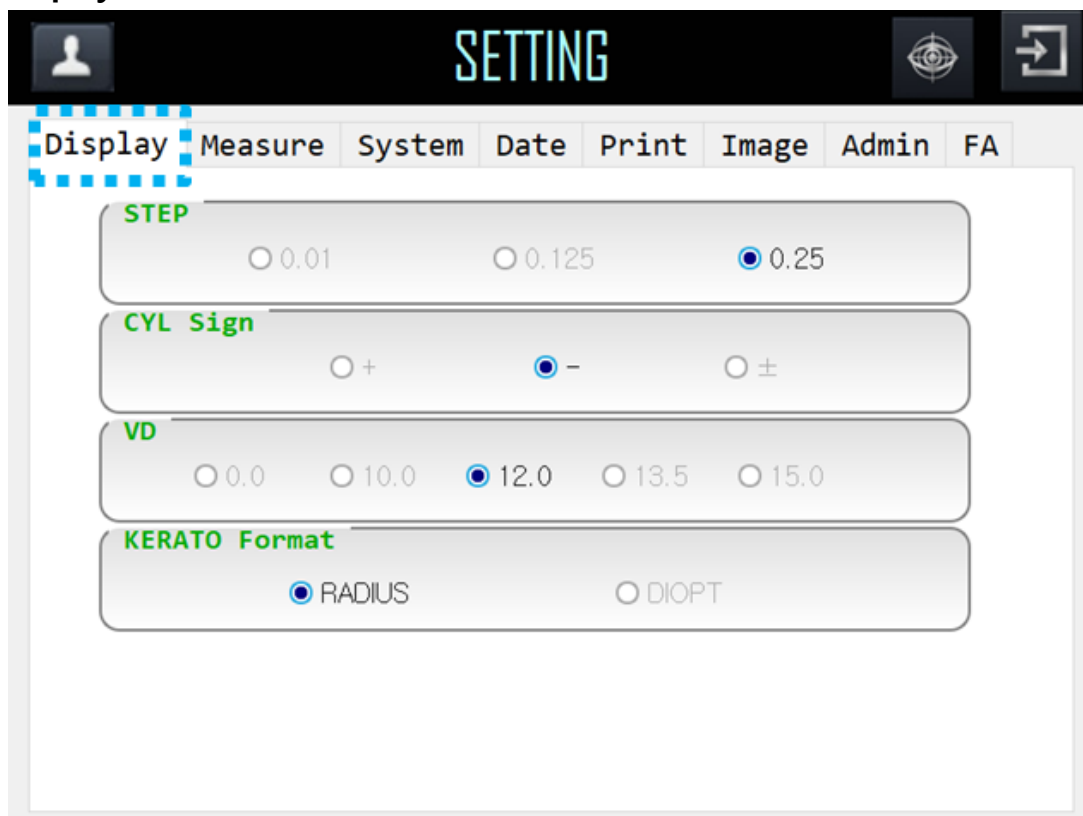 SETTING
Display Measure System Date Print Image Admin FA
STEP
0.01 0.125 0.25
CYL Sign
+ - ±
VD
0.0 10.0 12.0 13.5 15.0
KERATO Format
RADIUS DIOPT